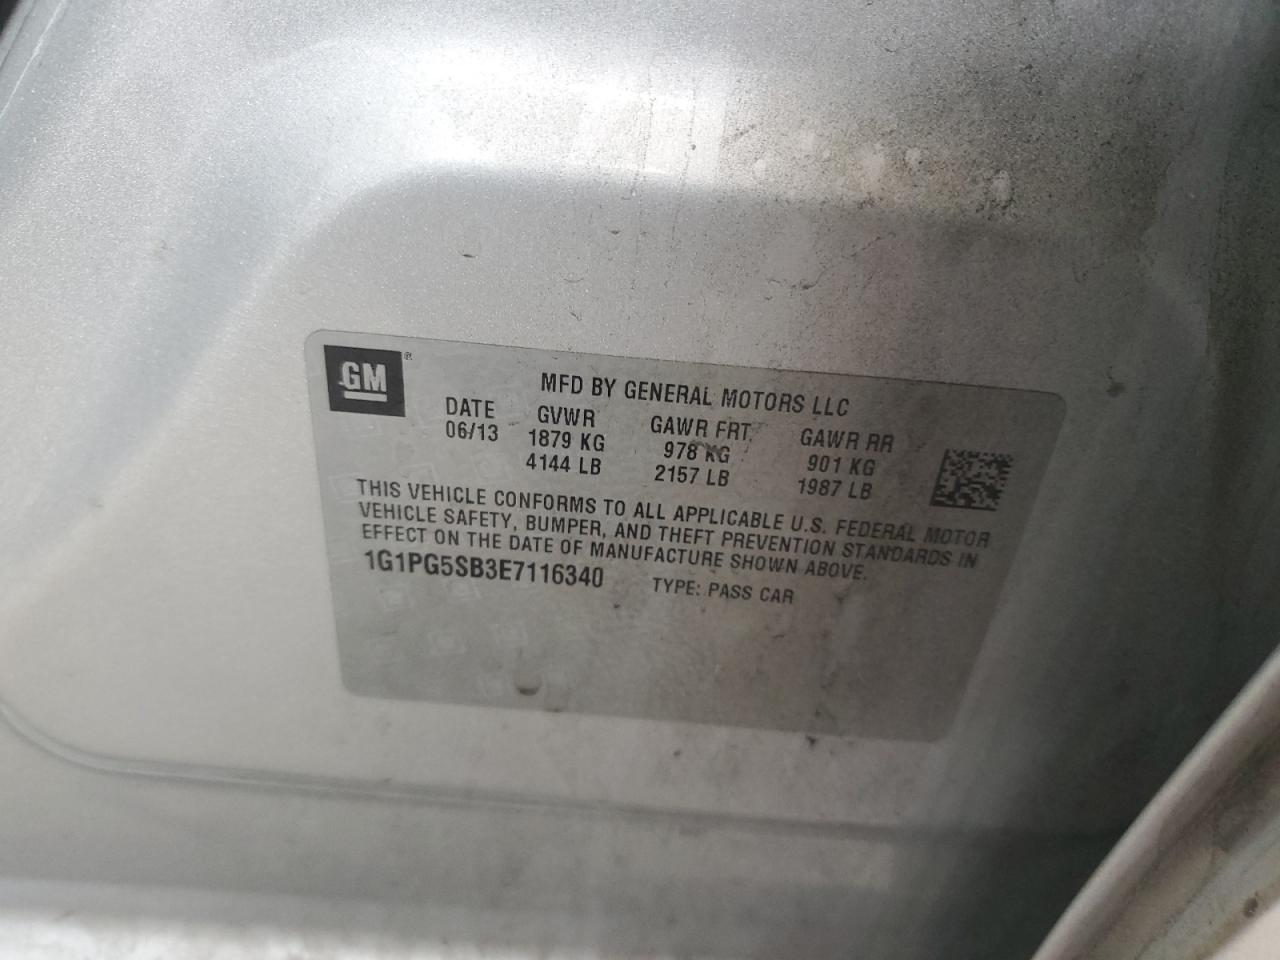 GM ®
MFD BY GENERAL MOTORS LLC
DATE GVWR GAWR FRT. GAWR RR
06/13 1879 KG 978 KG 901 KG
4144 LB 2157 LB 1987 LB
THIS VEHICLE CONFORMS TO ALL APPLICABLE U.S. FEDERAL MOTOR
VEHICLE SAFETY, BUMPER, AND THEFT PREVENTION STANDARDS IN
EFFECT ON THE DATE OF MANUFACTURE SHOWN ABOVE.
1G1PG5SB3E7116340 TYPE: PASS CAR